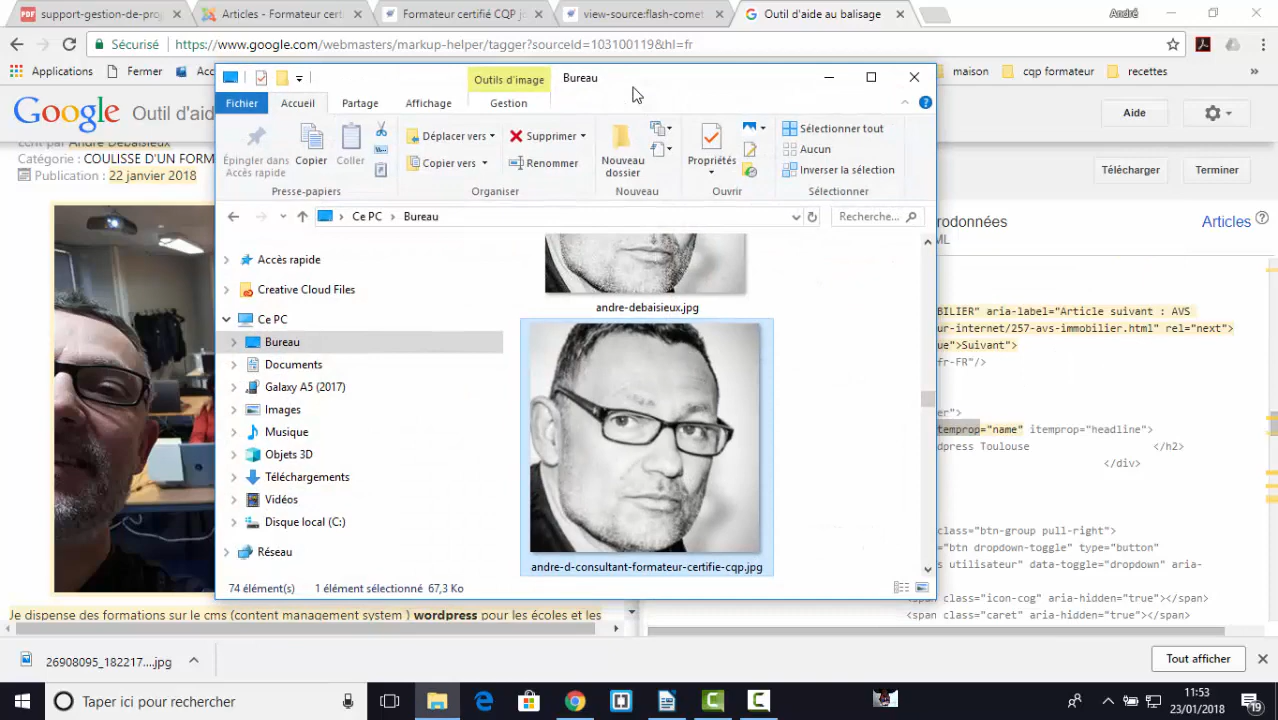 support-gestion-de-pro
Articles - Formateur certif
Formateur certifié CQP jo
view-source:flash-comet
Outil d'aide au balisage
André
Sécurisé
https://www.google.com/webmasters/markup-helper/tagger?sourceId=103100119&hl=fr
Applications
Fermer
maison
cqp formateur
recettes
Google
Outil d'a
Aide
Écrit par André Debaisieux
Catégorie : COULISSE D'UN FORM
Publication : 22 janvier 2018
Télécharger
Terminer
Outils d'image
Bureau
Fichier
Accueil
Partage
Affichage
Gestion
Épingler dans
Accès rapide
Copier
Coller
Déplacer vers
Copier vers
Supprimer
Renommer
Nouveau
dossier
Propriétés
Sélectionner tout
Aucun
Inverser la sélection
Presse-papiers
Organiser
Nouveau
Ouvrir
Sélectionner
Ce PC
Bureau
Recherche...
Accès rapide
Creative Cloud Files
Ce PC
Bureau
Documents
Galaxy A5 (2017)
Images
Musique
Objets 3D
Téléchargements
Vidéos
Disque local (C:)
Réseau
andre-debaisieux.jpg
andre-d-consultant-formateur-certifie-cqp.jpg
74 élément(s)
1 élément sélectionné 67,3 Ko
rodonnées
Articles
ML
BILIER" aria-label="Article suivant : AVS
ur-internet/257-avs-immobilier.html" rel="next">
ue">Suivant">
fr-FR"/>
er">
temprop="name" itemprop="headline">
dpress Toulouse </h2>
</div>
class="btn-group pull-right">
"btn dropdown-toggle" type="button"
s utilisateur" data-toggle="dropdown" aria-
<span class="icon-cog" aria-hidden="true"></span>
<span class="caret" aria-hidden="true"></span>
Je dispense des formations sur le cms (content management system ) wordpress pour les écoles et les
26908095_182217....jpg
Tout afficher
Taper ici pour rechercher
11:53
23/01/2018
19